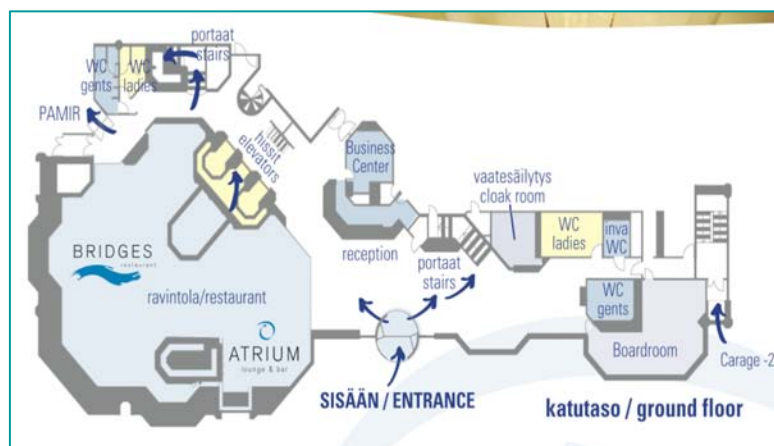 portaat
stairs
WC
gents
WC
ladies
PAMIR
hissit
elevators
Business
Center
vaatesäilytys
cloak room
WC
ladies
inva
WC
reception
portaat
stairs
WC
gents
BRIDGES
restaurant
ravintola/restaurant
ATRIUM
lounge & bar
Boardroom
Carage -2
SISÄÄN / ENTRANCE
katutaso / ground floor